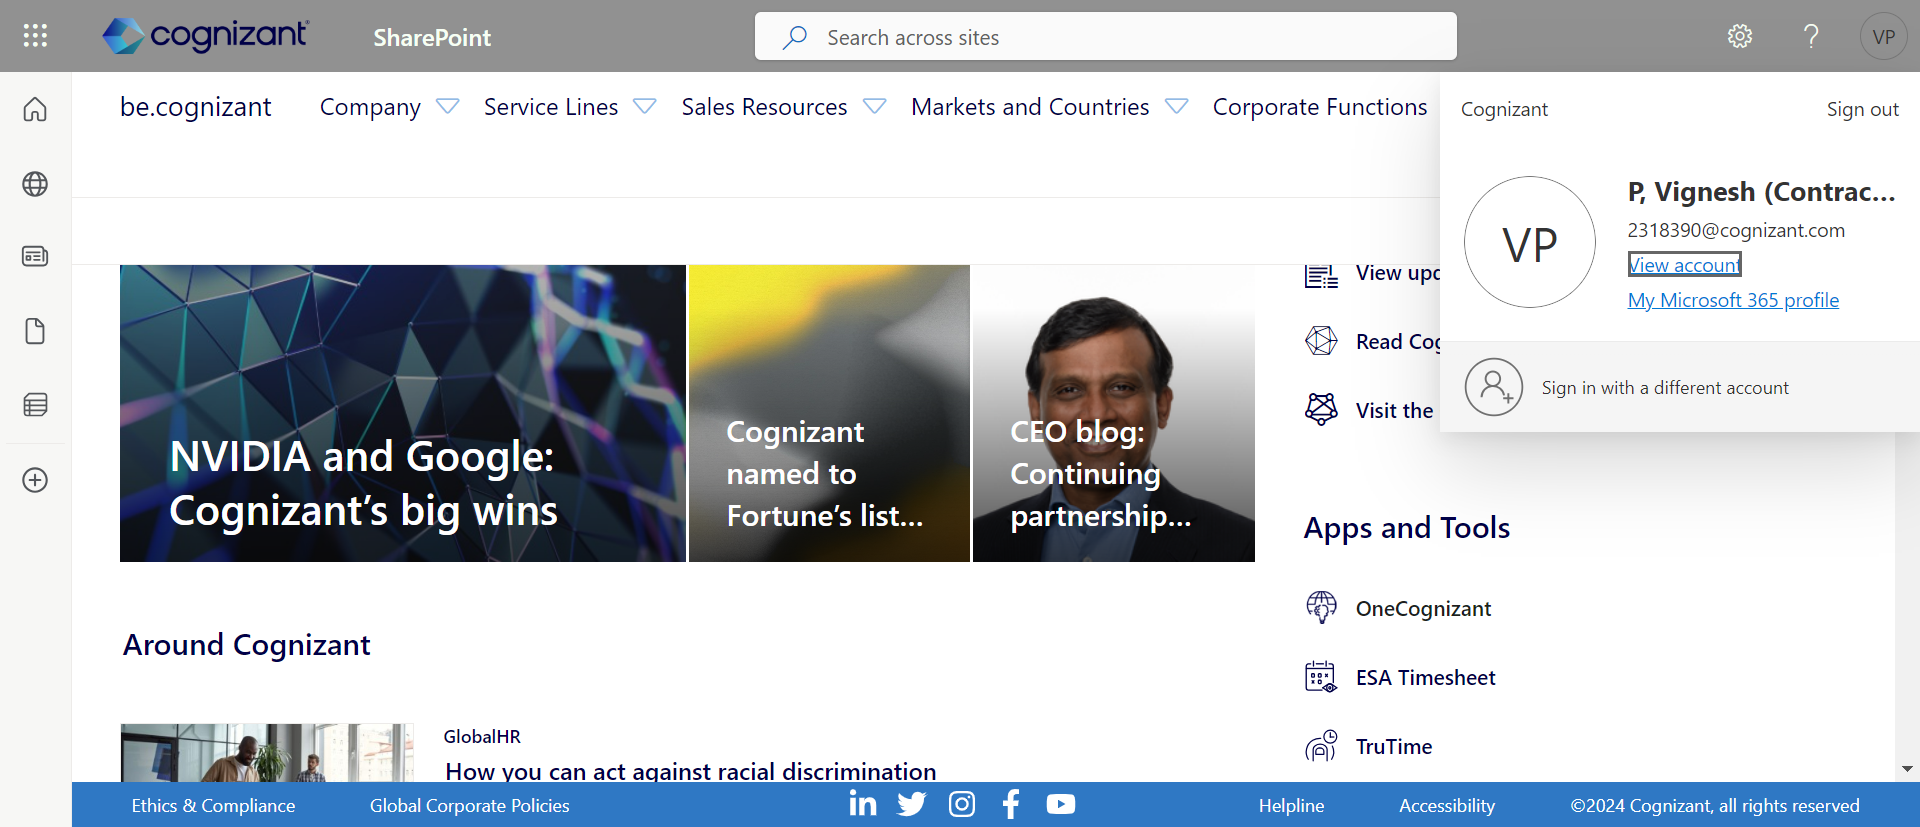 cognizant
SharePoint
Search across sites
VP
be.cognizant
Company
Service Lines
Sales Resources
Markets and Countries
Corporate Functions
Cognizant
Sign out
VP
P, Vignesh (Contrac...
2318390@cognizant.com
View account
My Microsoft 365 profile
Sign in with a different account
NVIDIA and Google:
Cognizant’s big wins
Cognizant
named to
Fortune’s list...
CEO blog:
Continuing
partnership...
View
Read
Visit the
Apps and Tools
OneCognizant
ESA Timesheet
TruTime
Around Cognizant
GlobalHR
How you can act against racial discrimination
Ethics & Compliance
Global Corporate Policies
Helpline
Accessibility
©2024 Cognizant, all rights reserved